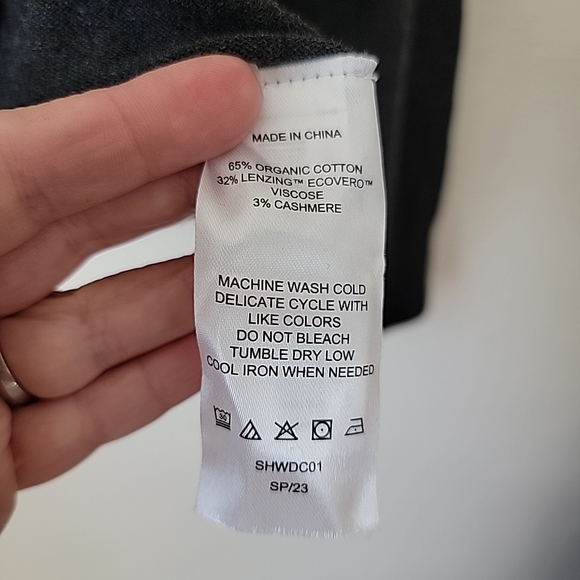 MADE IN CHINA
65% ORGANIC COTTON
32% LENZING™ ECOVERO™
VISCOSE
3% CASHMERE
MACHINE WASH COLD
DELICATE CYCLE WITH
LIKE COLORS
DO NOT BLEACH
TUMBLE DRY LOW
COOL IRON WHEN NEEDED
30
SHWDC01
SP/23